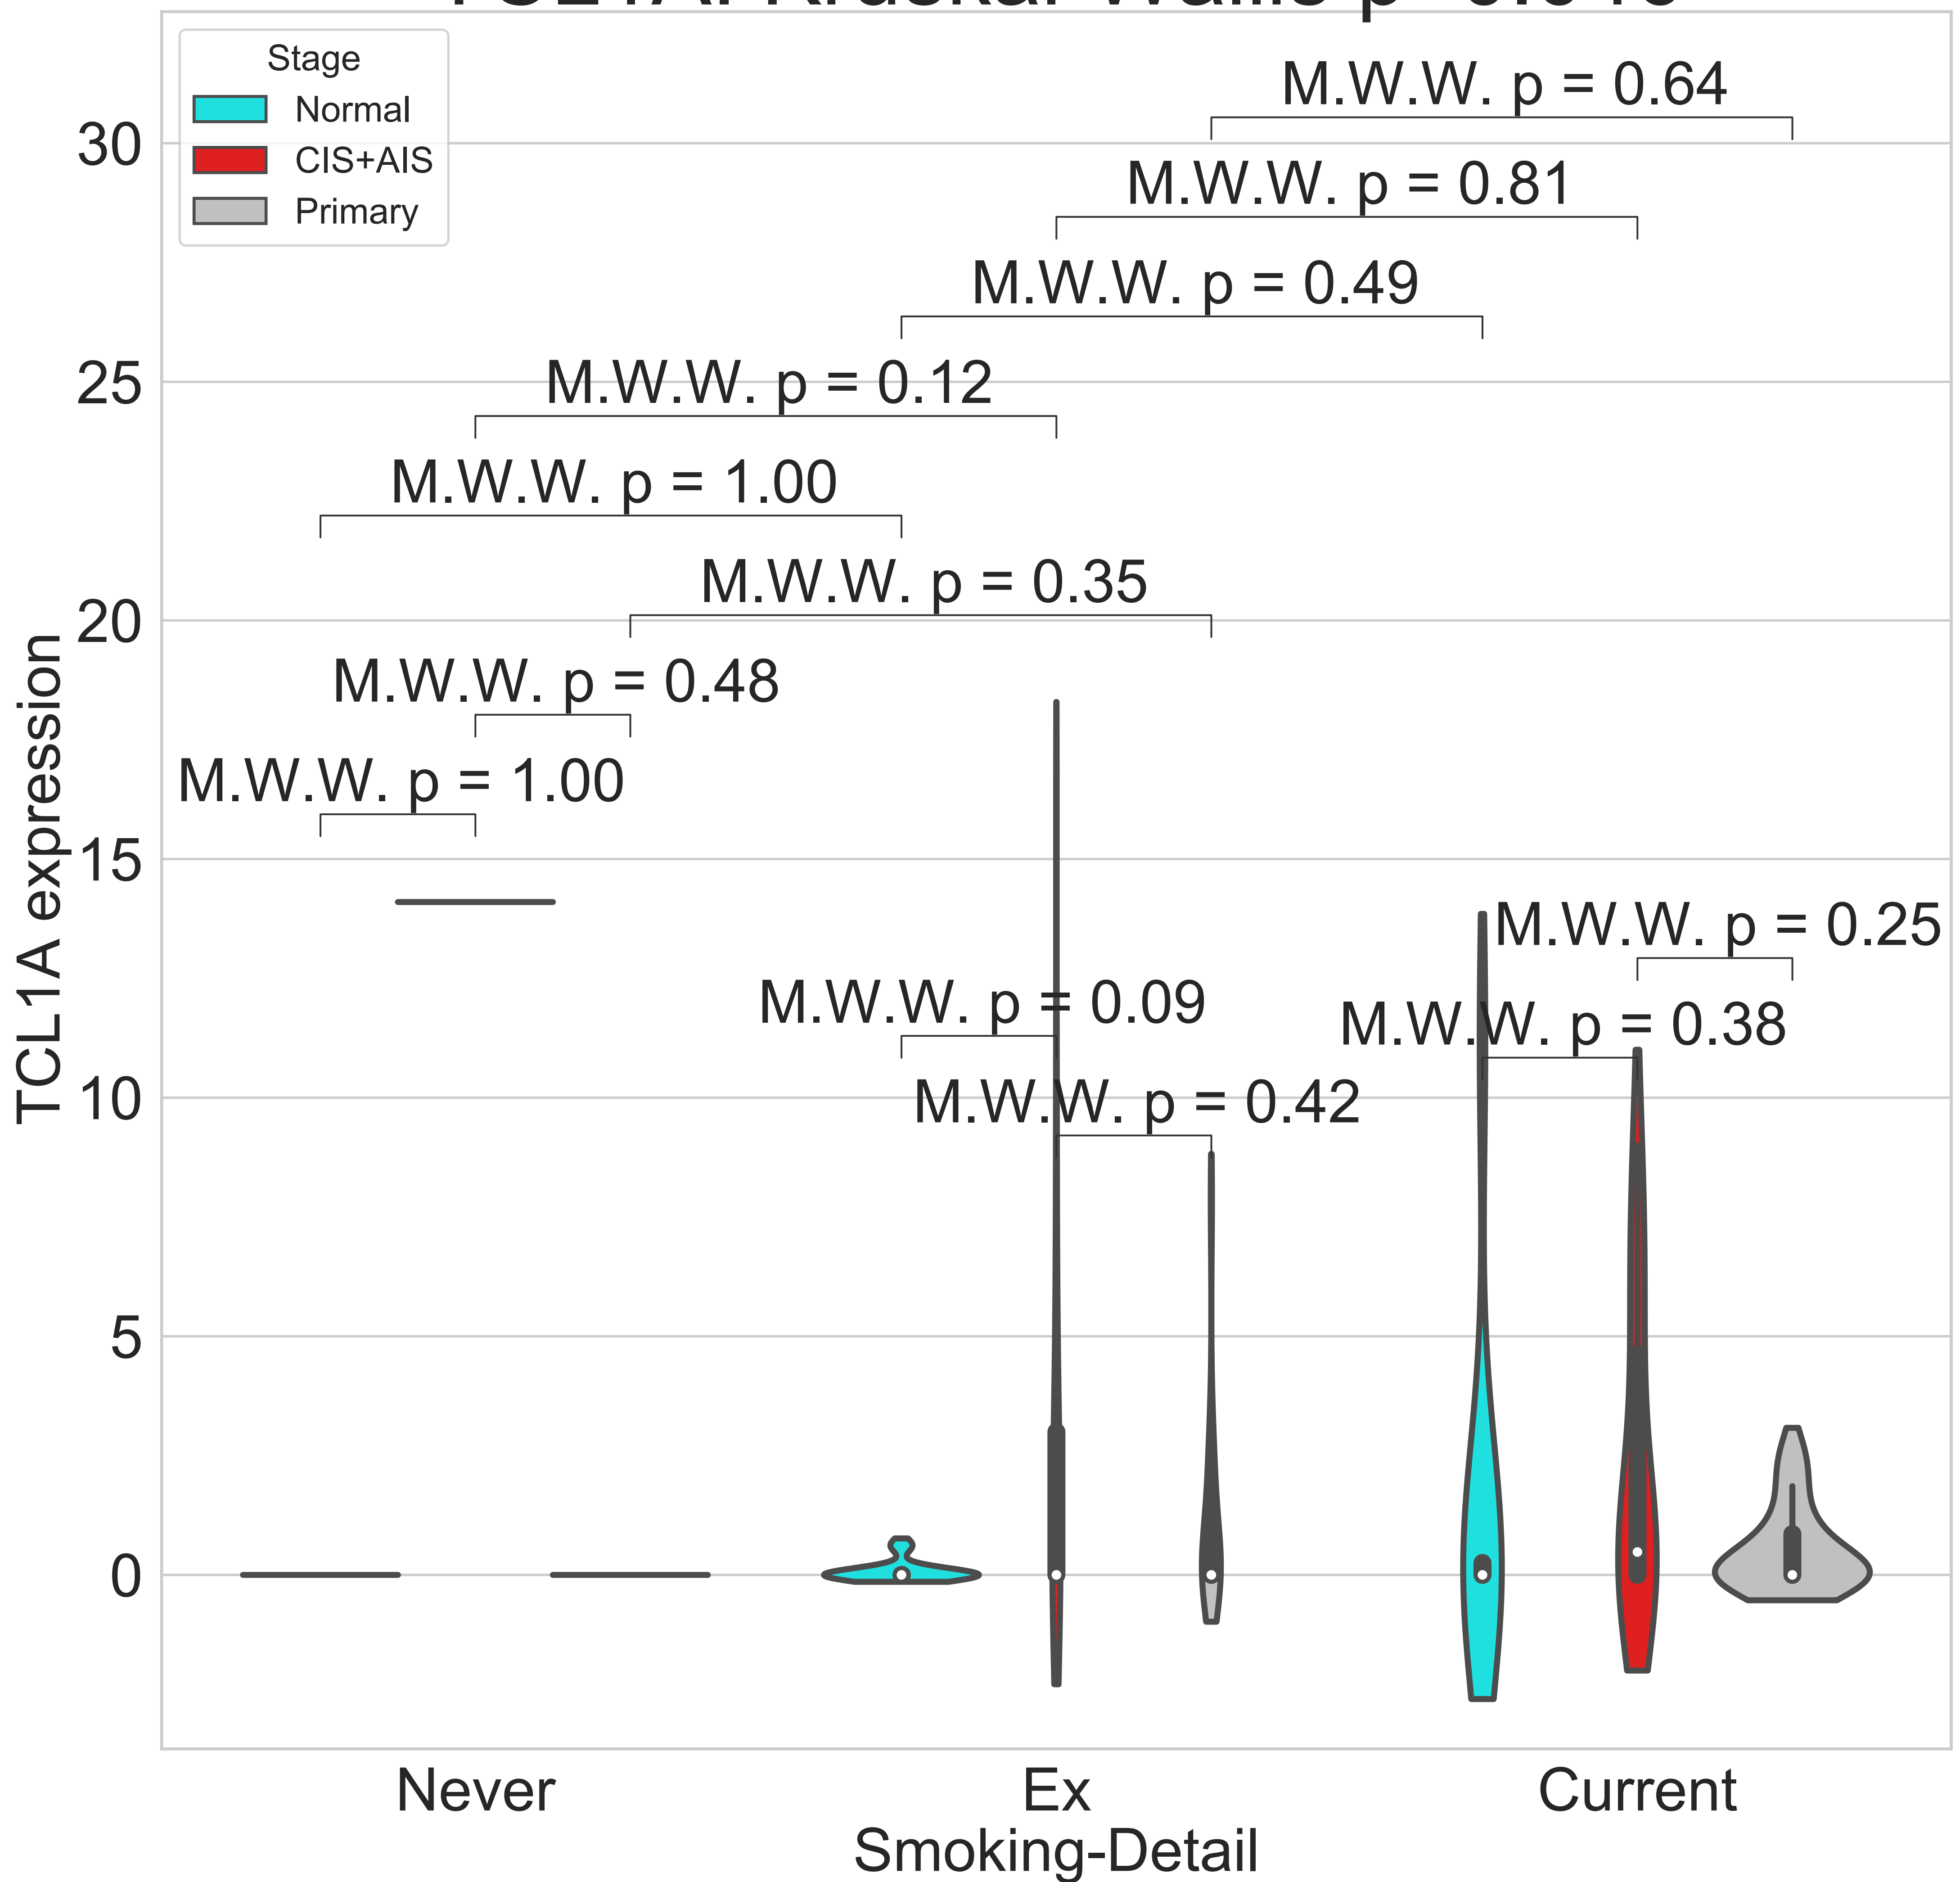 Stage
Normal
CIS+AIS
Primary
M.W.W. p = 0.64
M.W.W. p = 0.81
M.W.W. p = 0.49
M.W.W. p = 0.12
M.W.W. p = 1.00
M.W.W. p = 0.35
M.W.W. p = 0.48
M.W.W. p = 1.00
M.W.W. p = 0.25
M.W.W. p = 0.09
M.W.W. p = 0.38
M.W.W. p = 0.42
30
25
20
15
10
5
0
TCL1A expression
Never
Ex
Current
Smoking-Detail